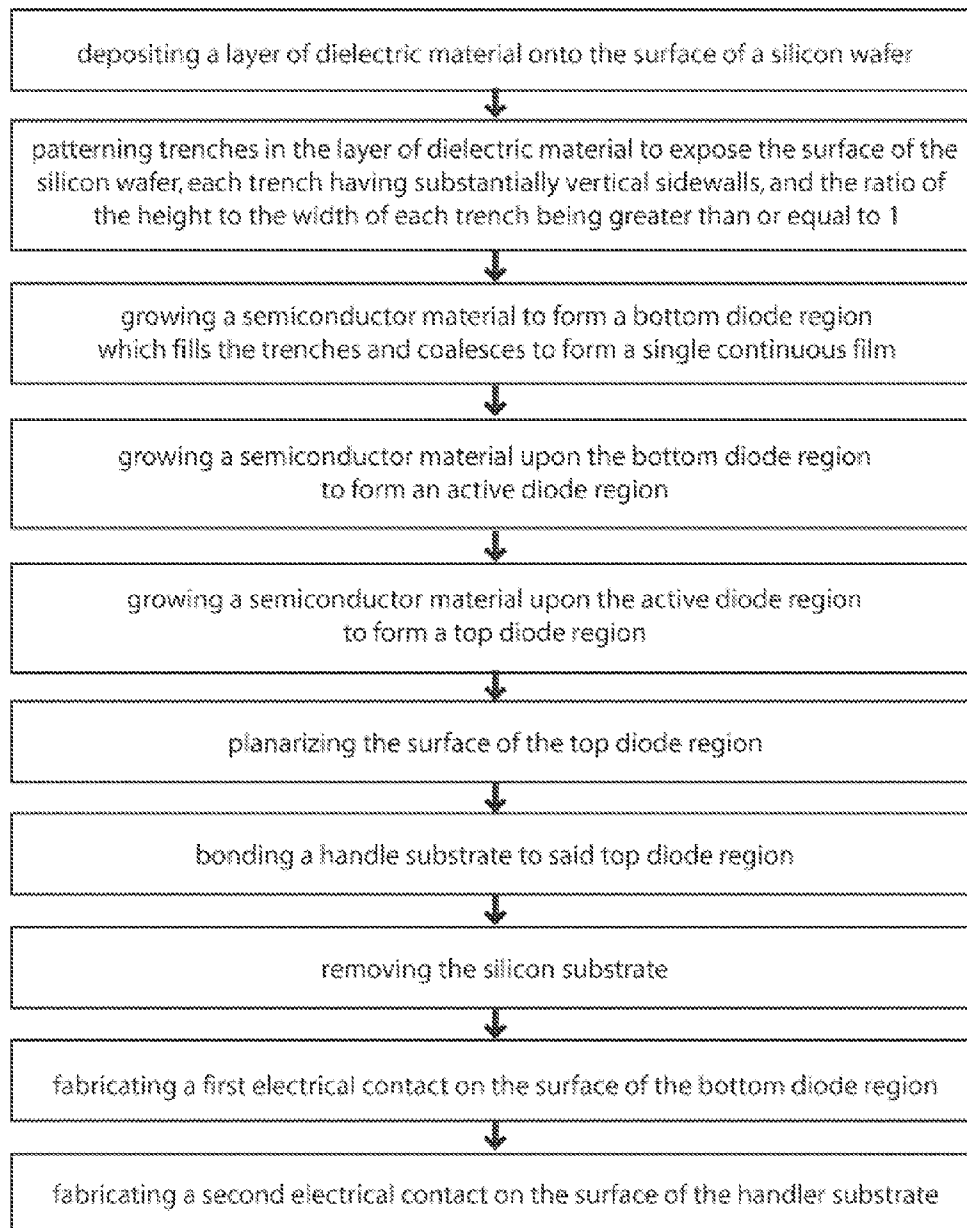 depositing a layer of dielectric material onto the surface of a silicon wafer
patterning trenches in the layer of dielectric material to expose the surface of the
silicon wafer, each trench having substantially vertical sidewalls, and the ratio of
the height to the width of each trench being greater than or equal to 1
growing a semiconductor material to form a bottom diode region
which fills the trenches and coalesces to form a single continuous film
growing a semiconductor material upon the bottom diode region
to form an active diode region
growing a semiconductor material upon the active diode region
to form a top diode region
planarizing the surface of the top diode region
bonding a handle substrate to said top diode region
removing the silicon substrate
fabricating a first electrical contact on the surface of the bottom diode region
fabricating a second electrical contact on the surface of the handler substrate